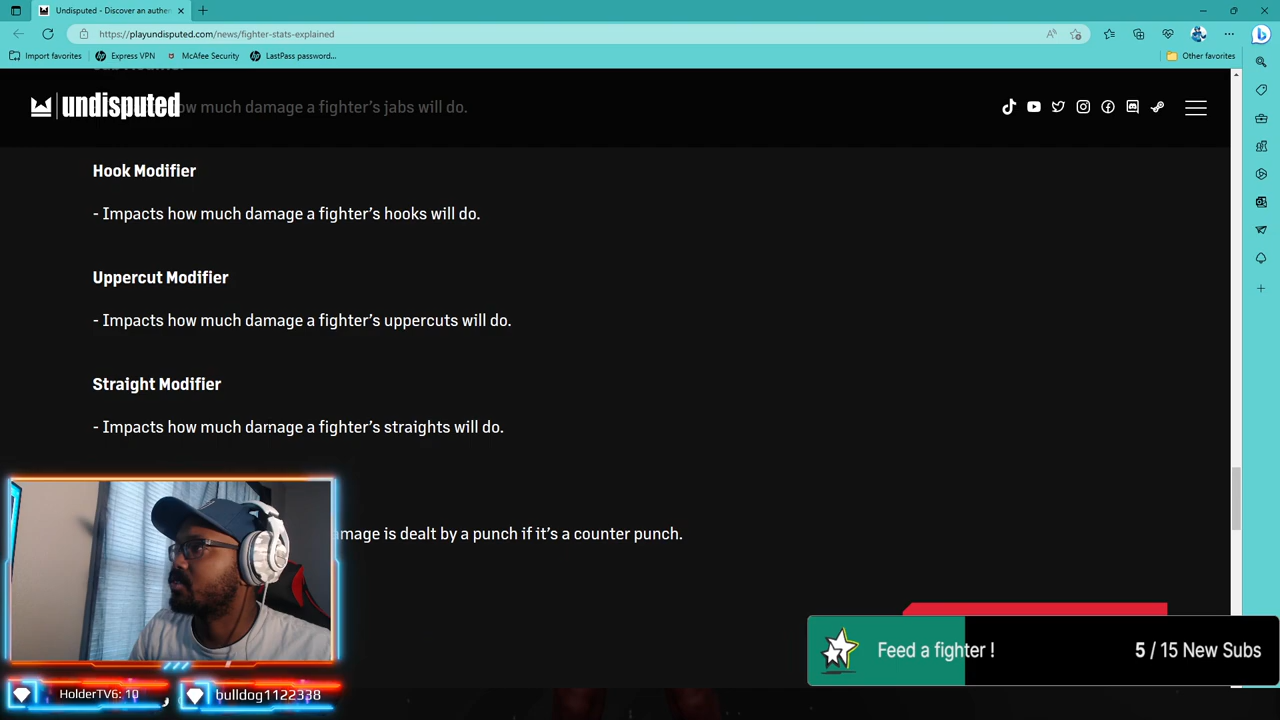 Undisputed - Discover an authen
https://playundisputed.com/news/fighter-stats-explained
Import favorites
Express VPN
McAfee Security
LastPass password...
Other favorites
undisputed
how much damage a fighter's jabs will do.
Hook Modifier
- Impacts how much damage a fighter's hooks will do.
Uppercut Modifier
- Impacts how much damage a fighter's uppercuts will do.
Straight Modifier
- Impacts how much damage a fighter's straights will do.
damage is dealt by a punch if it's a counter punch.
Feed a fighter !
5 / 15 New Subs
HolderTV6: 10
bulldog1122338